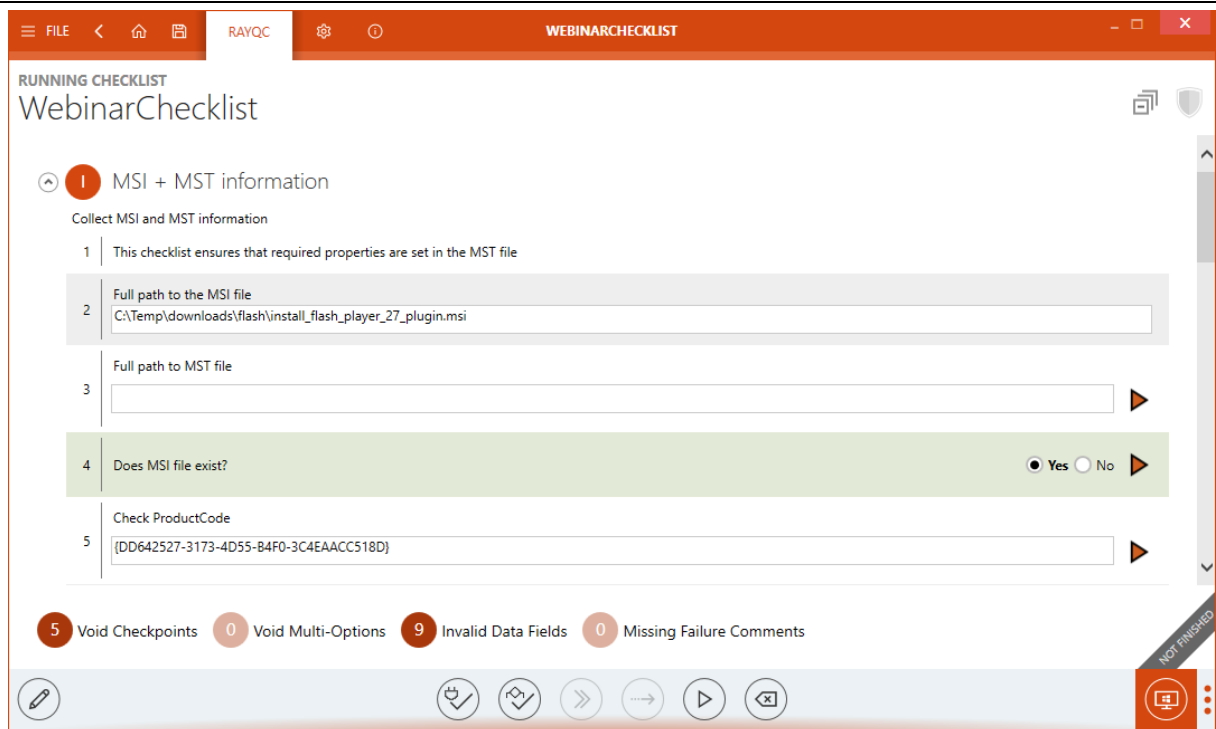 FILE
RAYQC
WEBINARCHECKLIST
RUNNING CHECKLIST
WebinarChecklist
I MSI + MST information
Collect MSI and MST information
1 This checklist ensures that required properties are set in the MST file
Full path to the MSI file
2
C:\Temp\downloads\flash\install_flash_player_27_plugin.msi
Full path to MST file
3
4 Does MSI file exist? Yes No
Check ProductCode
5
{DD642527-3173-4D55-B4F0-3C4EAACC518D}
5 Void Checkpoints 0 Void Multi-Options 9 Invalid Data Fields 0 Missing Failure Comments
NOT FINISHED